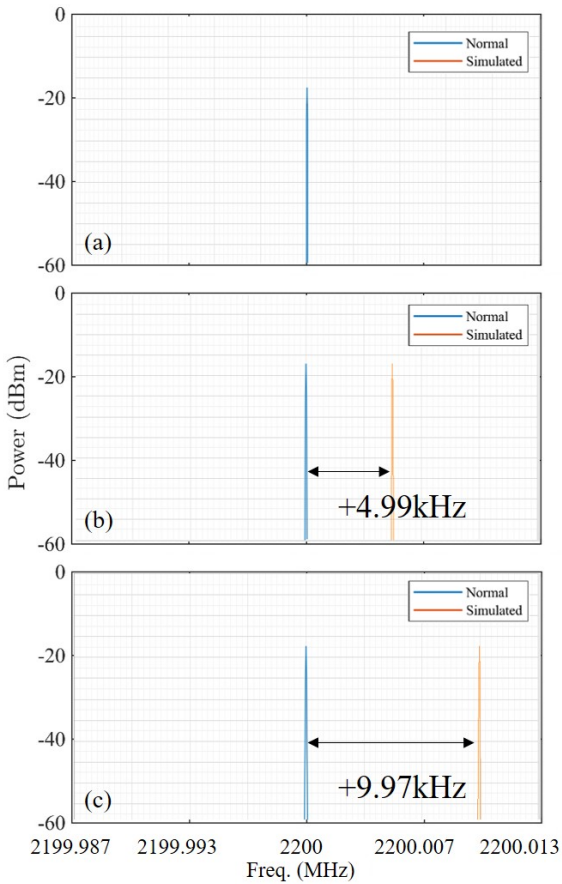 0
-20
-40
-60
Normal
Simulated
(a)
0
-20
-40
-60
Normal
Simulated
+4.99kHz
(b)
Power (dBm)
0
-20
-40
-60
Normal
Simulated
+9.97kHz
(c)
2199.987 2199.993 2200 2200.007 2200.013
Freq. (MHz)